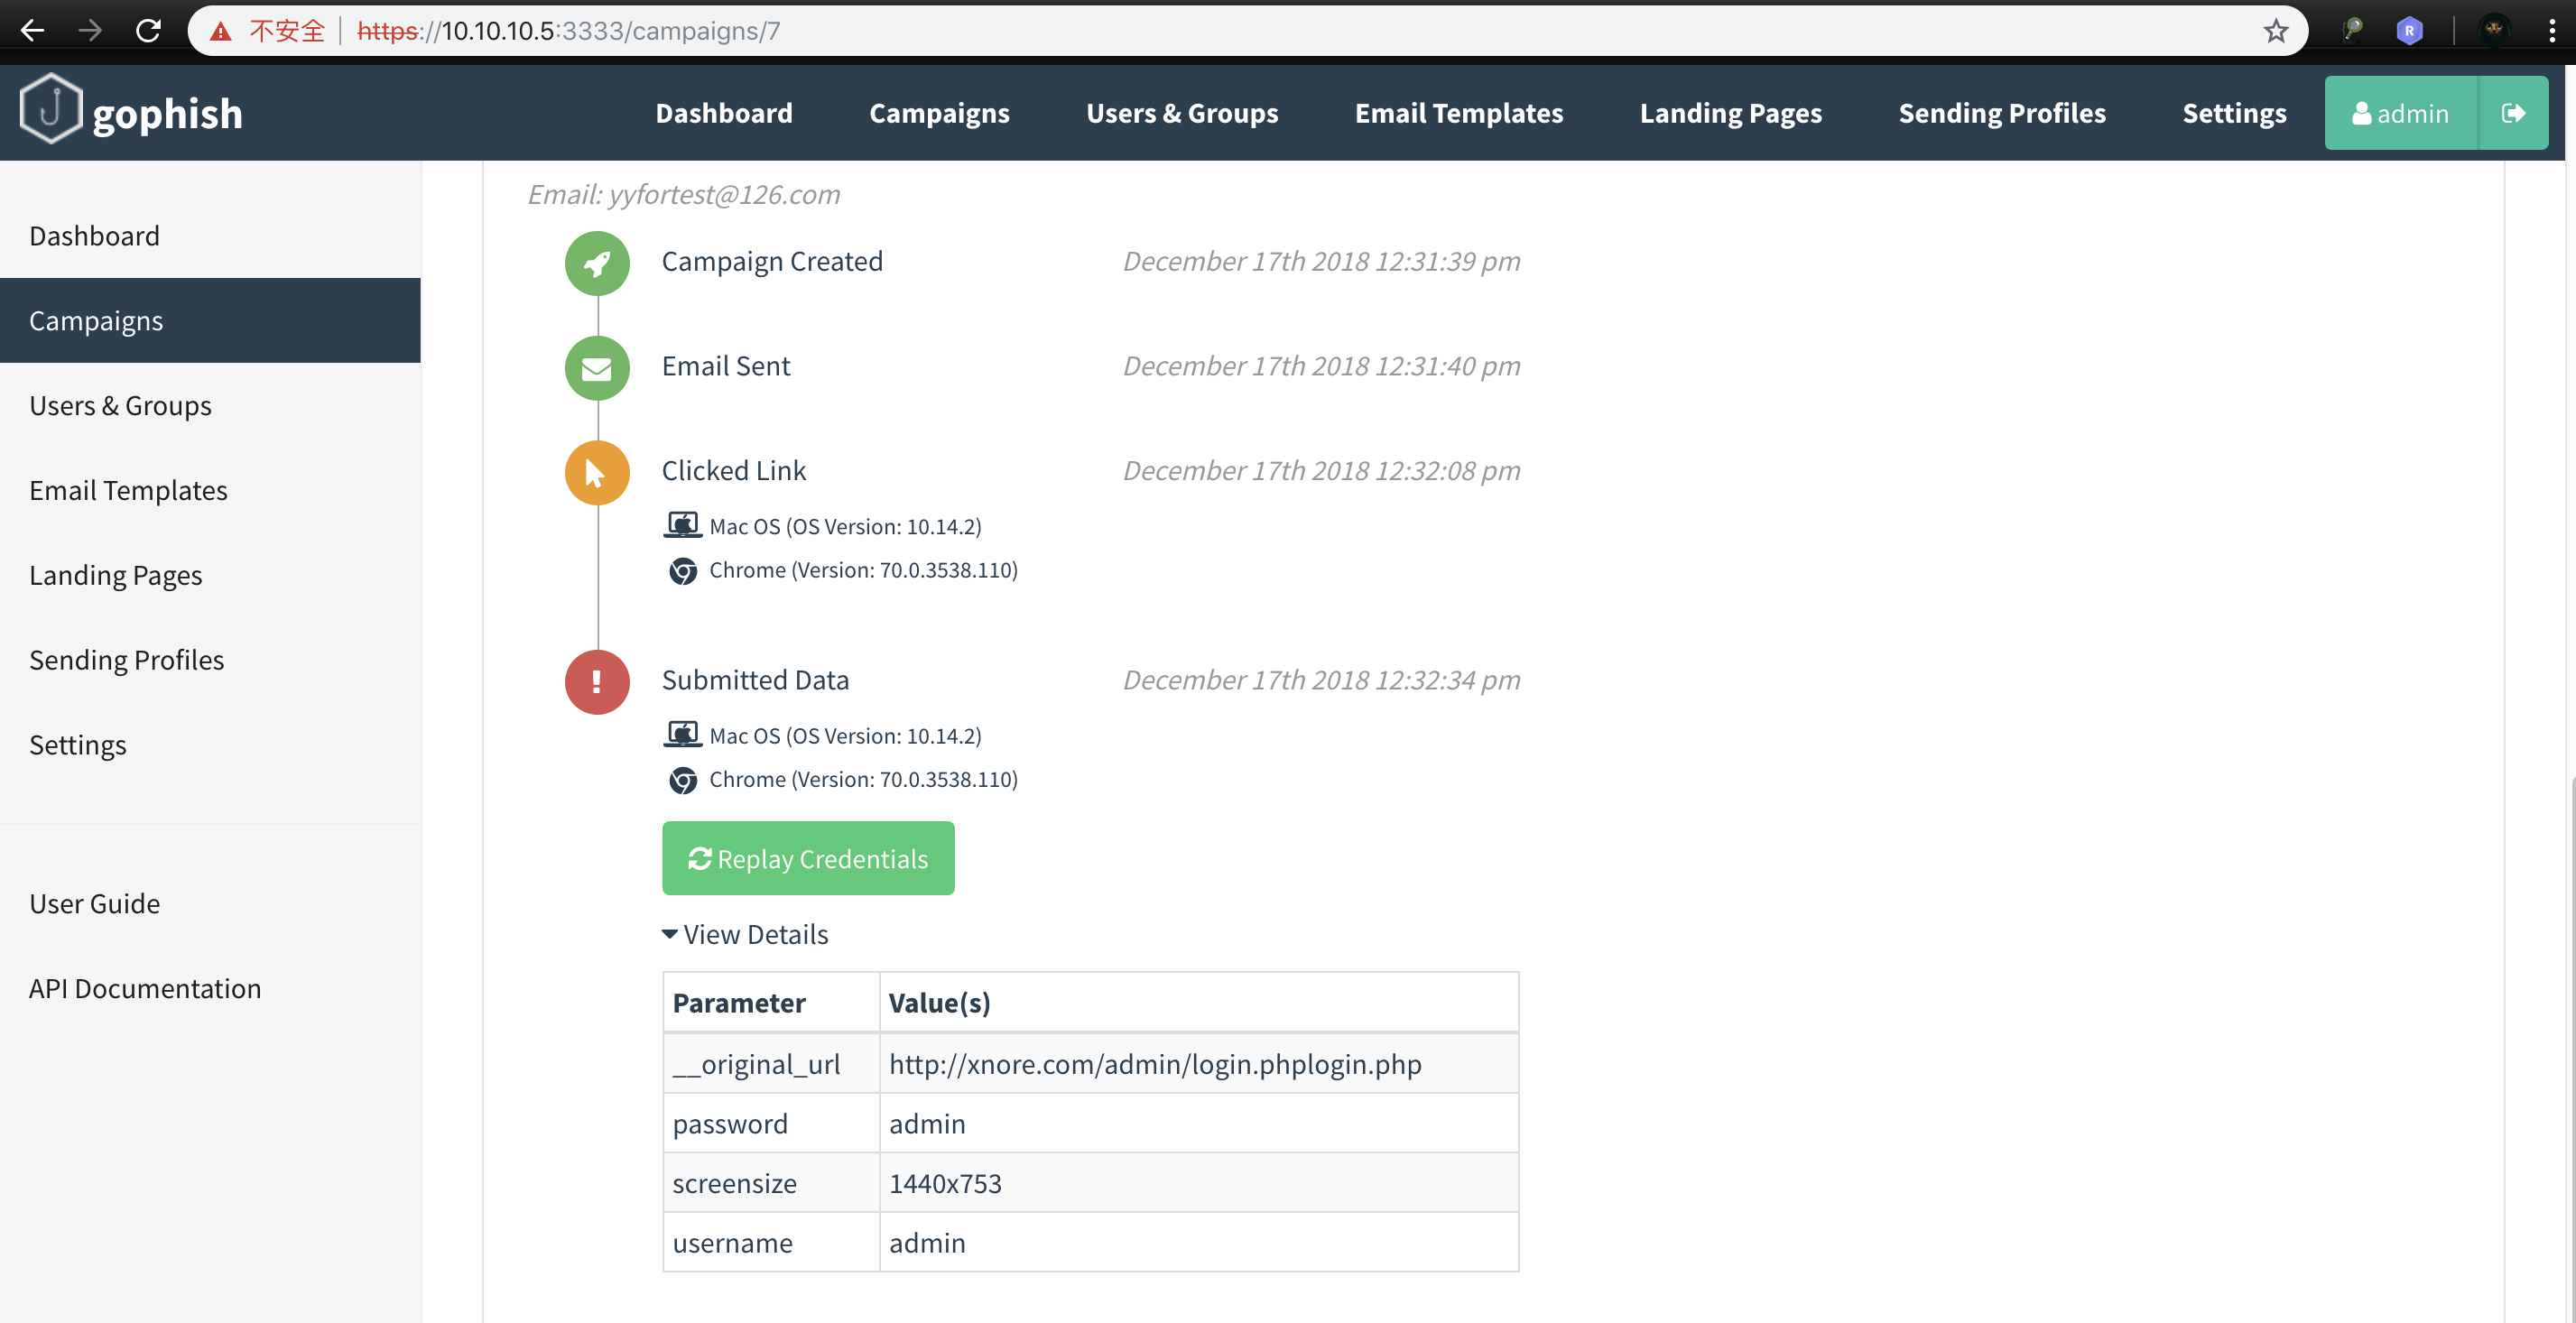 不安全 https://10.10.10.5:3333/campaigns/7
gophish
Dashboard Campaigns Users & Groups Email Templates Landing Pages Sending Profiles Settings admin
Dashboard
Campaigns
Users & Groups
Email Templates
Landing Pages
Sending Profiles
Settings
User Guide
API Documentation
Email: yyfortest@126.com
Campaign Created December 17th 2018 12:31:39 pm
Email Sent December 17th 2018 12:31:40 pm
Clicked Link December 17th 2018 12:32:08 pm
Mac OS (OS Version: 10.14.2)
Chrome (Version: 70.0.3538.110)
Submitted Data December 17th 2018 12:32:34 pm
Mac OS (OS Version: 10.14.2)
Chrome (Version: 70.0.3538.110)
Replay Credentials
View Details
Parameter Value(s)
__original_url http://xnore.com/admin/login.phplogin.php
password admin
screensize 1440x753
username admin